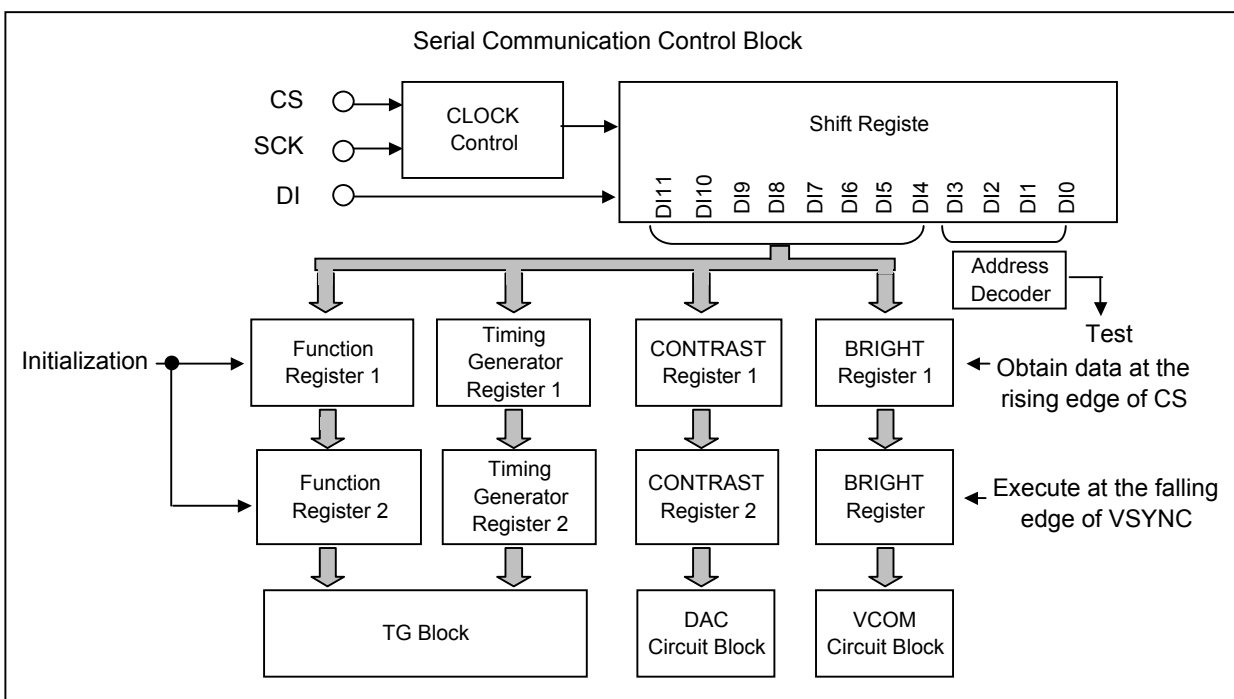 Serial Communication Control Block
CS
SCK
DI
CLOCK
Control
Shift Registe
DI11
DI10
DI9
DI8
DI7
DI6
DI5
DI4
DI3
DI2
DI1
DI0
Address
Decoder
Test
Initialization
Function
Register 1
Timing
Generator
Register 1
CONTRAST
Register 1
BRIGHT
Register 1
Obtain data at the
rising edge of CS
Function
Register 2
Timing
Generator
Register 2
CONTRAST
Register 2
BRIGHT
Register
Execute at the falling
edge of VSYNC
TG Block
DAC
Circuit Block
VCOM
Circuit Block